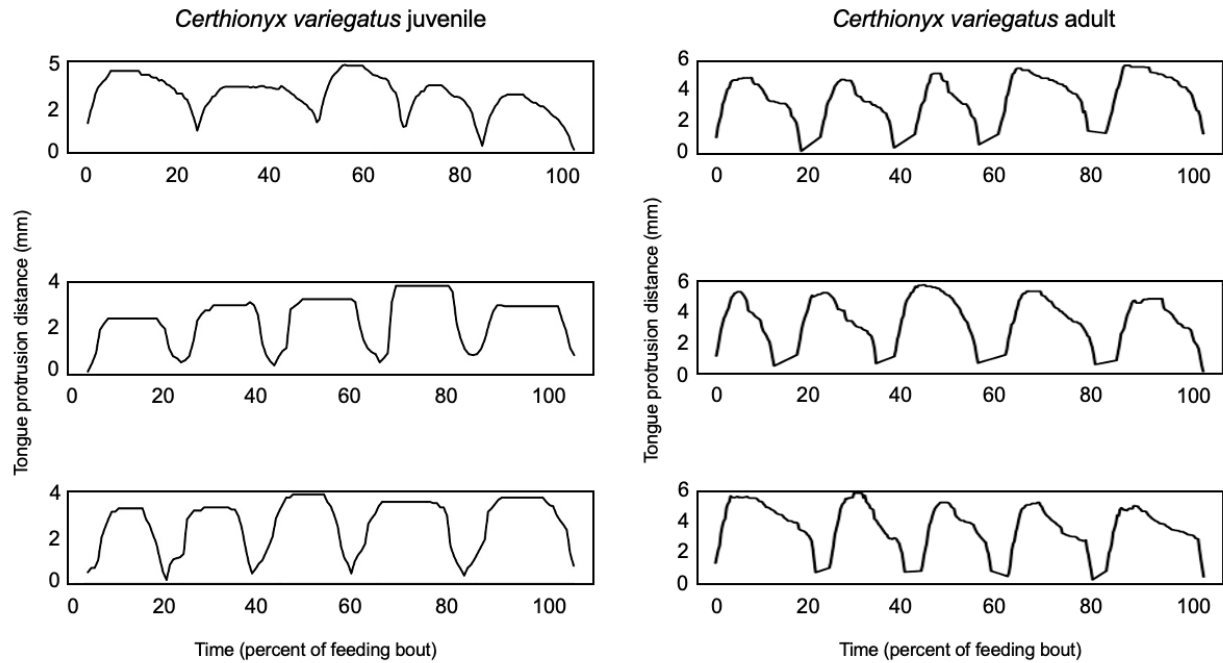 Certhionyx variegatus juvenile
5
2
0
0 20 40 60 80 100
4
2
0
0 20 40 60 80 100
4
2
0
0 20 40 60 80 100
Tongue protrusion distance (mm)
Time (percent of feeding bout)
Certhionyx variegatus adult
6
4
2
0
0 20 40 60 80 100
6
4
2
0
0 20 40 60 80 100
6
4
2
0
0 20 40 60 80 100
Tongue protrusion distance (mm)
Time (percent of feeding bout)